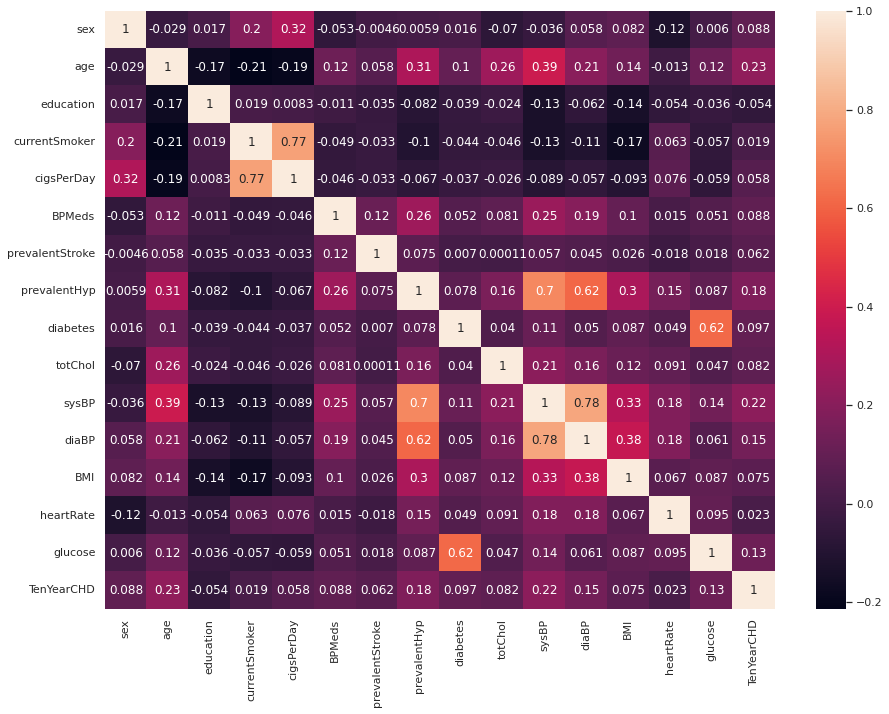 sex 1 -0.029 0.017 0.2 0.32 -0.053 -0.0046 0.0059 0.016 -0.07 -0.036 0.058 0.082 -0.12 0.006 0.088
age -0.029 1 -0.17 -0.21 -0.19 0.12 0.058 0.31 0.1 0.26 0.39 0.21 0.14 -0.013 0.12 0.23
education 0.017 -0.17 1 0.019 0.0083 -0.011 -0.035 -0.082 -0.039 -0.024 -0.13 -0.062 -0.14 -0.054 -0.036 -0.054
currentSmoker 0.2 -0.21 0.019 1 0.77 -0.049 -0.033 -0.1 -0.044 -0.046 -0.13 -0.11 -0.17 0.063 -0.057 0.019
cigsPerDay 0.32 -0.19 0.0083 0.77 1 -0.046 -0.033 -0.067 -0.037 -0.026 -0.089 -0.057 -0.093 0.076 -0.059 0.058
BPMeds -0.053 0.12 -0.011 -0.049 -0.046 1 0.12 0.26 0.052 0.081 0.25 0.19 0.1 0.015 0.051 0.088
prevalentStroke -0.0046 0.058 -0.035 -0.033 -0.033 0.12 1 0.075 0.007 0.00011 0.057 0.045 0.026 -0.018 0.018 0.062
prevalentHyp 0.0059 0.31 -0.082 -0.1 -0.067 0.26 0.075 1 0.078 0.16 0.7 0.62 0.3 0.15 0.087 0.18
diabetes 0.016 0.1 -0.039 -0.044 -0.037 0.052 0.007 0.078 1 0.04 0.11 0.05 0.087 0.049 0.62 0.097
totChol -0.07 0.26 -0.024 -0.046 -0.026 0.081 0.00011 0.16 0.04 1 0.21 0.16 0.12 0.091 0.047 0.082
sysBP -0.036 0.39 -0.13 -0.13 -0.089 0.25 0.057 0.7 0.11 0.21 1 0.78 0.33 0.18 0.14 0.22
diaBP 0.058 0.21 -0.062 -0.11 -0.057 0.19 0.045 0.62 0.05 0.16 0.78 1 0.38 0.18 0.061 0.15
BMI 0.082 0.14 -0.14 -0.17 -0.093 0.1 0.026 0.3 0.087 0.12 0.33 0.38 1 0.067 0.087 0.075
heartRate -0.12 -0.013 -0.054 0.063 0.076 0.015 -0.018 0.15 0.049 0.091 0.18 0.18 0.067 1 0.095 0.023
glucose 0.006 0.12 -0.036 -0.057 -0.059 0.051 0.018 0.087 0.62 0.047 0.14 0.061 0.087 0.095 1 0.13
TenYearCHD 0.088 0.23 -0.054 0.019 0.058 0.088 0.062 0.18 0.097 0.082 0.22 0.15 0.075 0.023 0.13 1
sex
age
education
currentSmoker
cigsPerDay
BPMeds
prevalentStroke
prevalentHyp
diabetes
totChol
sysBP
diaBP
BMI
heartRate
glucose
TenYearCHD
1.0
0.8
0.6
0.4
0.2
0.0
−0.2